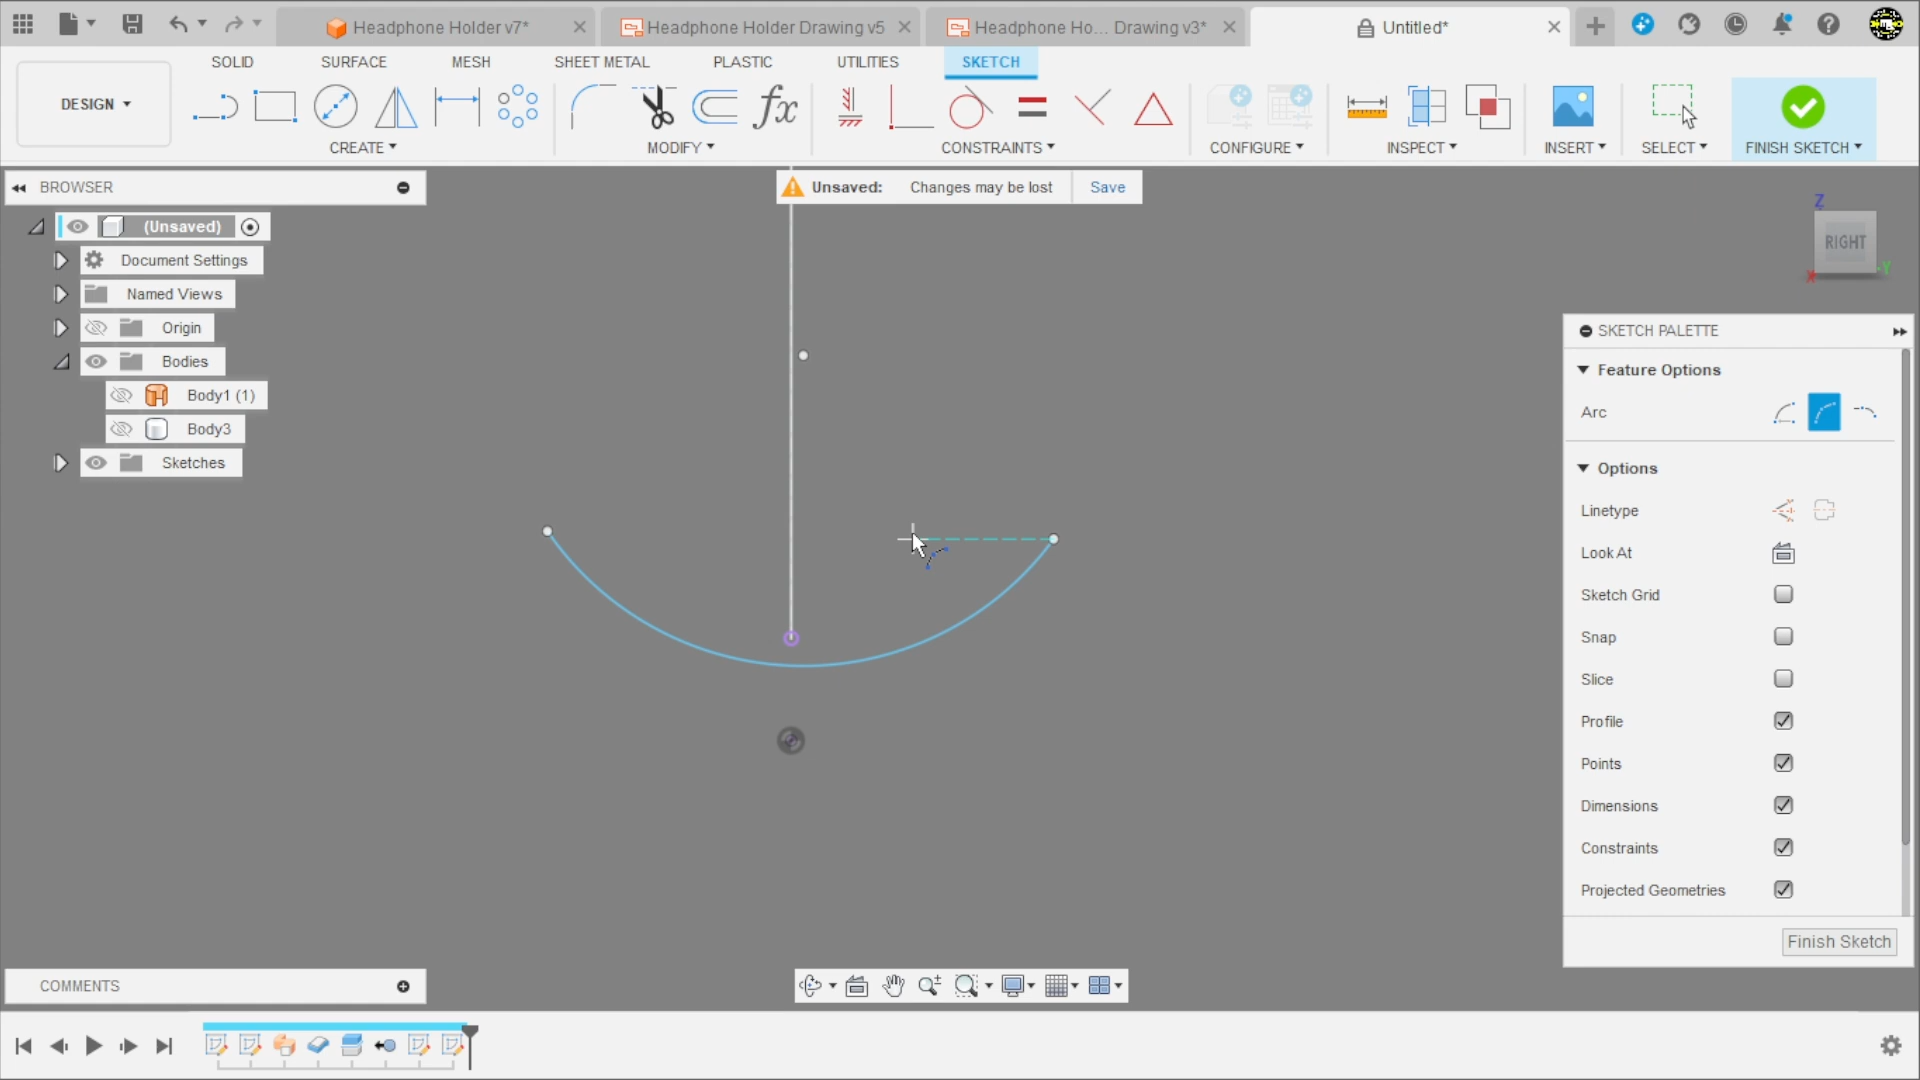 Headphone Holder v7*
Headphone Holder Drawing v5
Headphone Ho... Drawing v3*
Untitled*
SOLID
SURFACE
MESH
SHEET METAL
PLASTIC
UTILITIES
SKETCH
DESIGN
fx
CREATE
MODIFY
CONSTRAINTS
CONFIGURE
INSPECT
INSERT
SELECT
FINISH SKETCH
BROWSER
Unsaved: Changes may be lost Save
(Unsaved)
Document Settings
Named Views
Origin
Bodies
Body1 (1)
Body3
Sketches
Z
RIGHT
X
Y
SKETCH PALETTE
Feature Options
Arc
Options
Linetype
Look At
Sketch Grid
Snap
Slice
Profile
Points
Dimensions
Constraints
Projected Geometries
Finish Sketch
COMMENTS